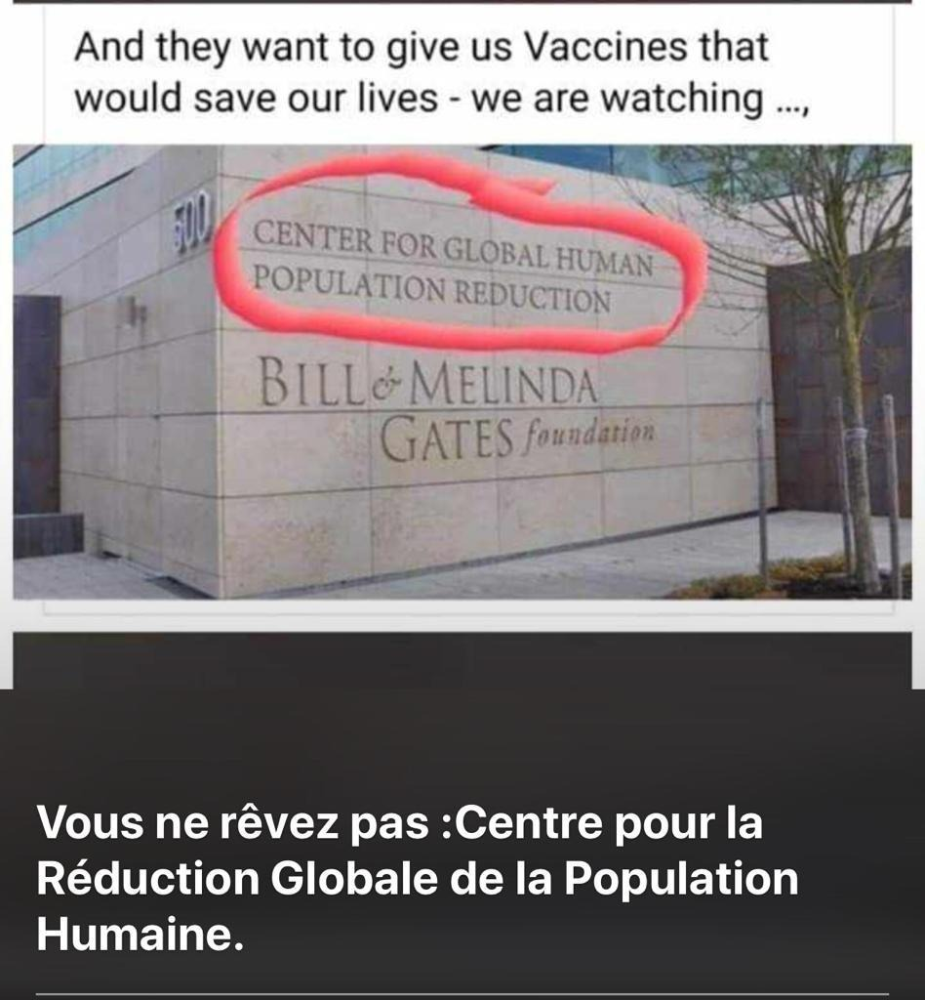 And they want to give us Vaccines that
would save our lives - we are watching ...,
500
CENTER FOR GLOBAL HUMAN
POPULATION REDUCTION
BILL & MELINDA
GATES foundation
Vous ne rêvez pas :Centre pour la
Réduction Globale de la Population
Humaine.